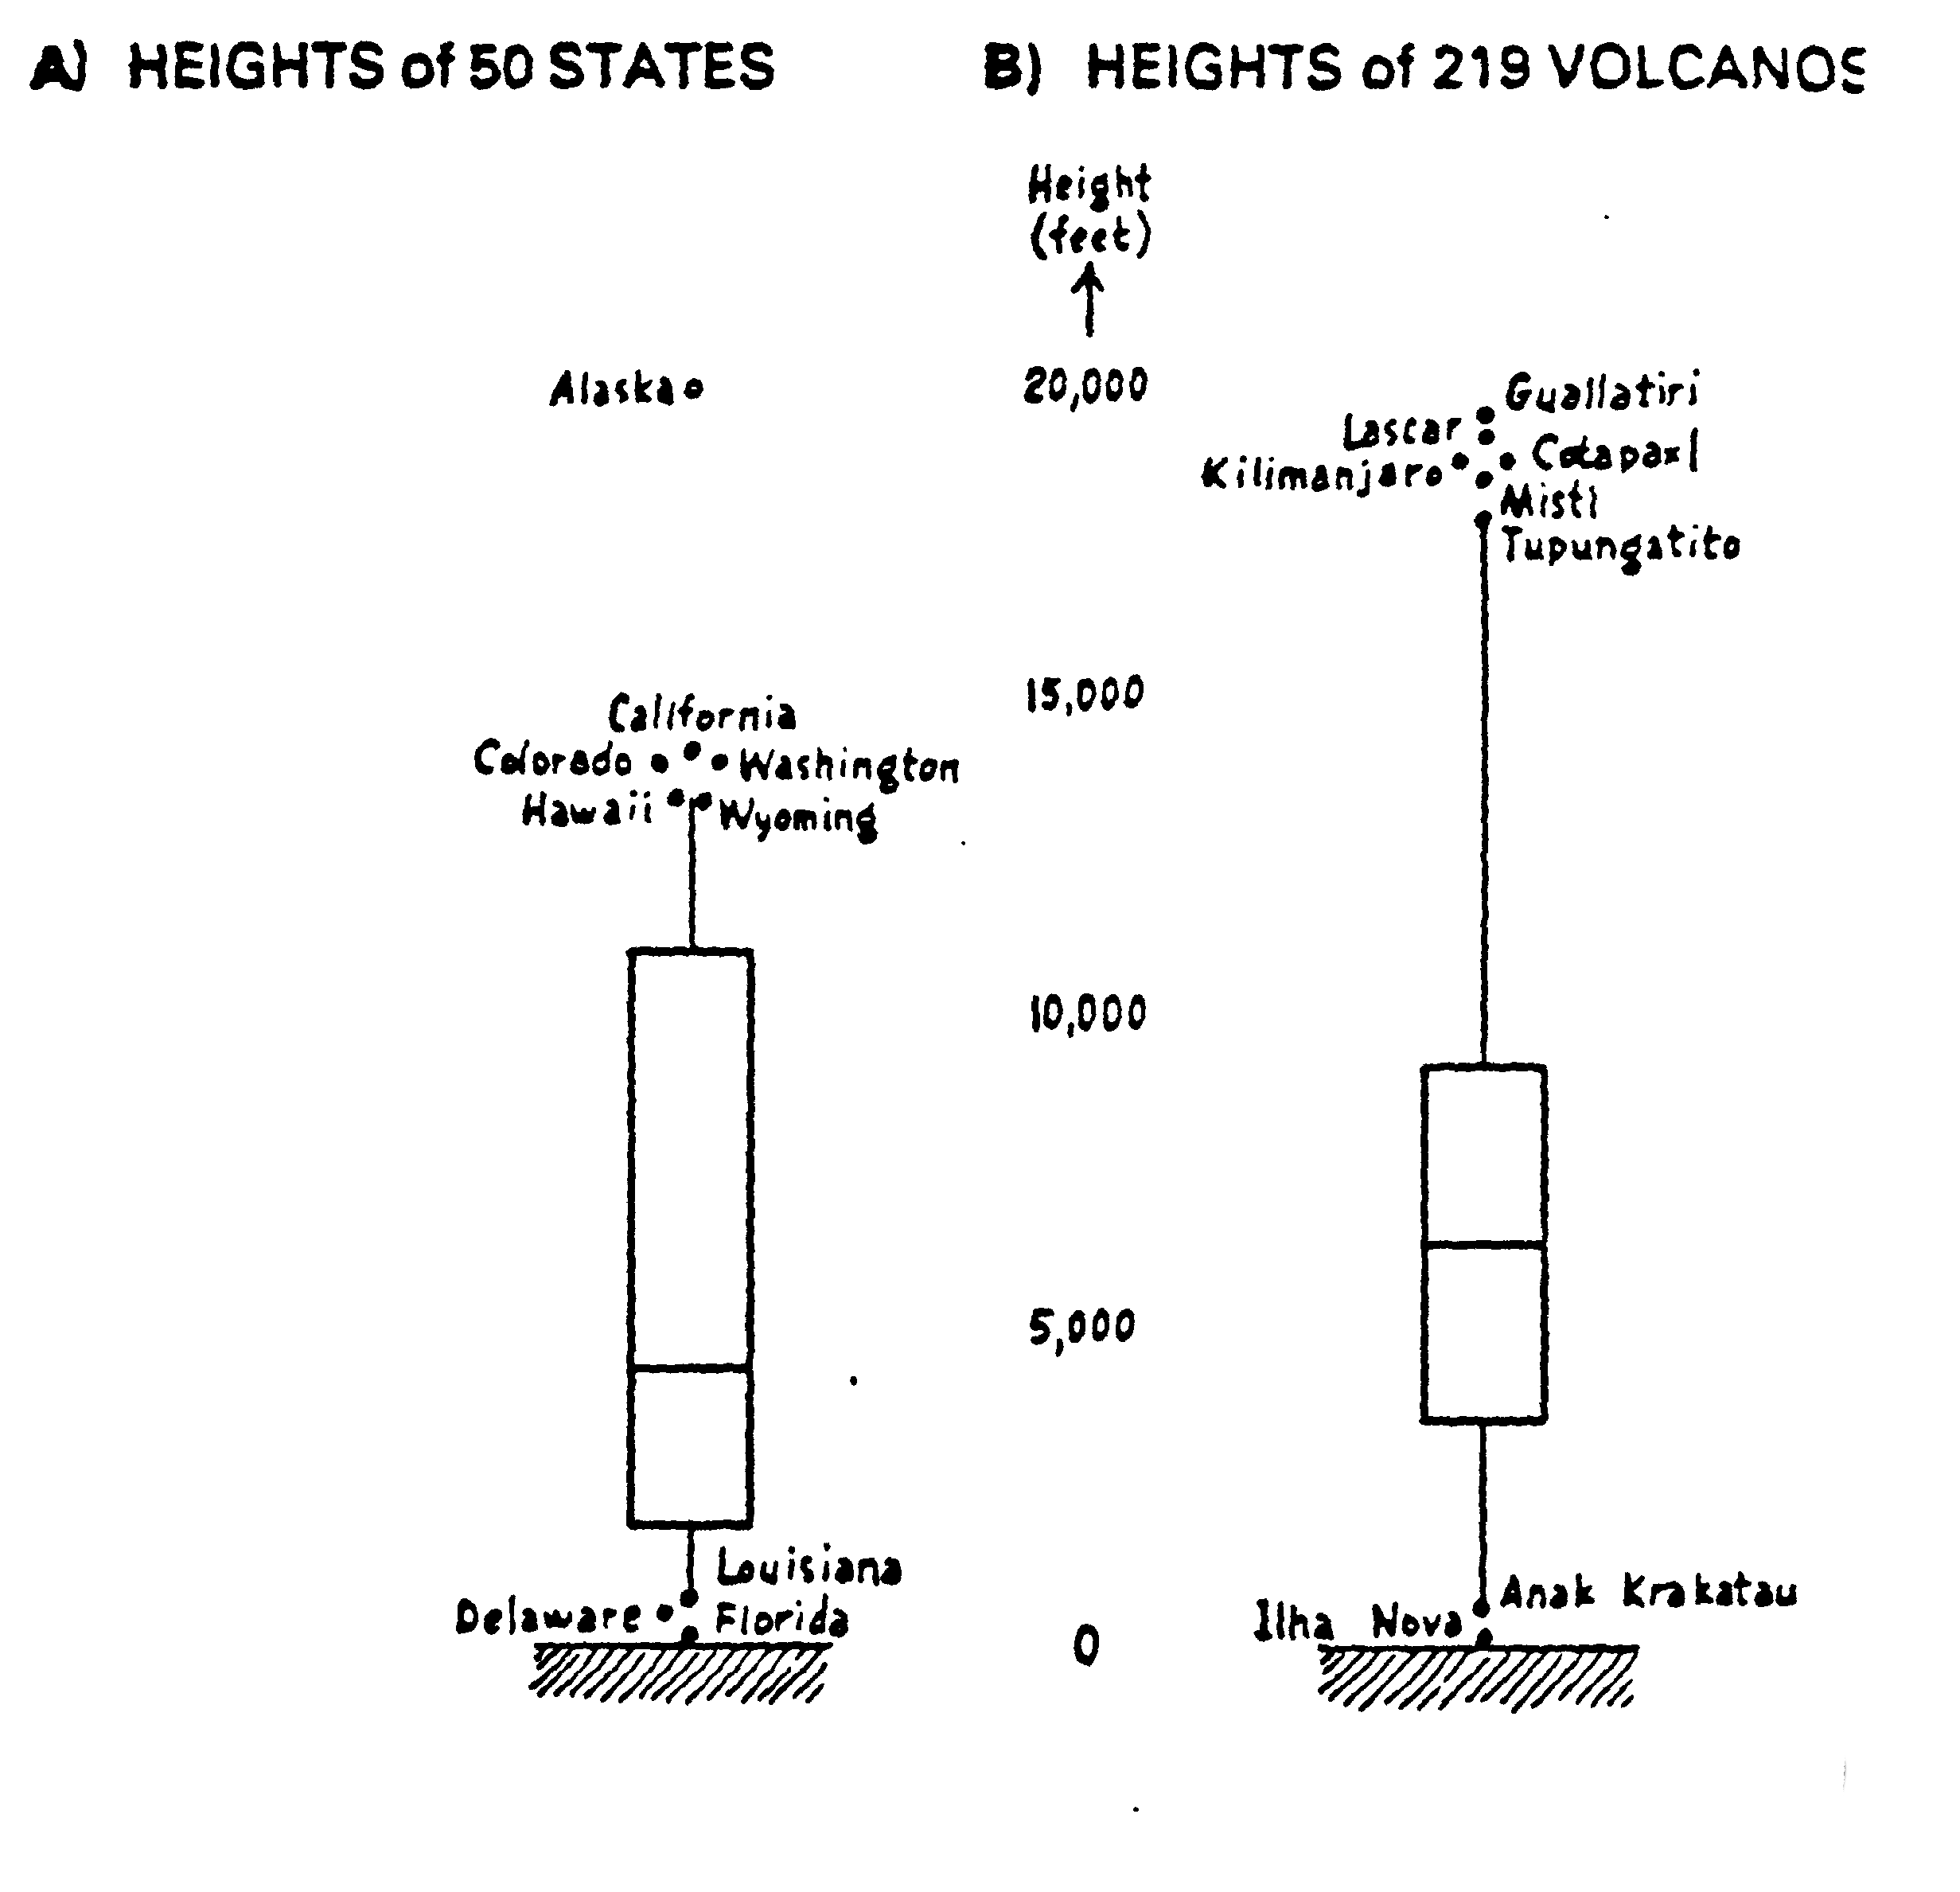 A) HEIGHTS of 50 STATES
B) HEIGHTS of 219 VOLCANOS
Height
(feet)
20,000
15,000
10,000
5,000
0
Alaska
California
Colorado
Washington
Hawaii
Wyoming
Louisiana
Delaware
Florida
Guallatiri
Lascar
Cotapaxl
Kilimanjaro
Misti
Tupungatito
Anak Krakatau
Ilha Nova